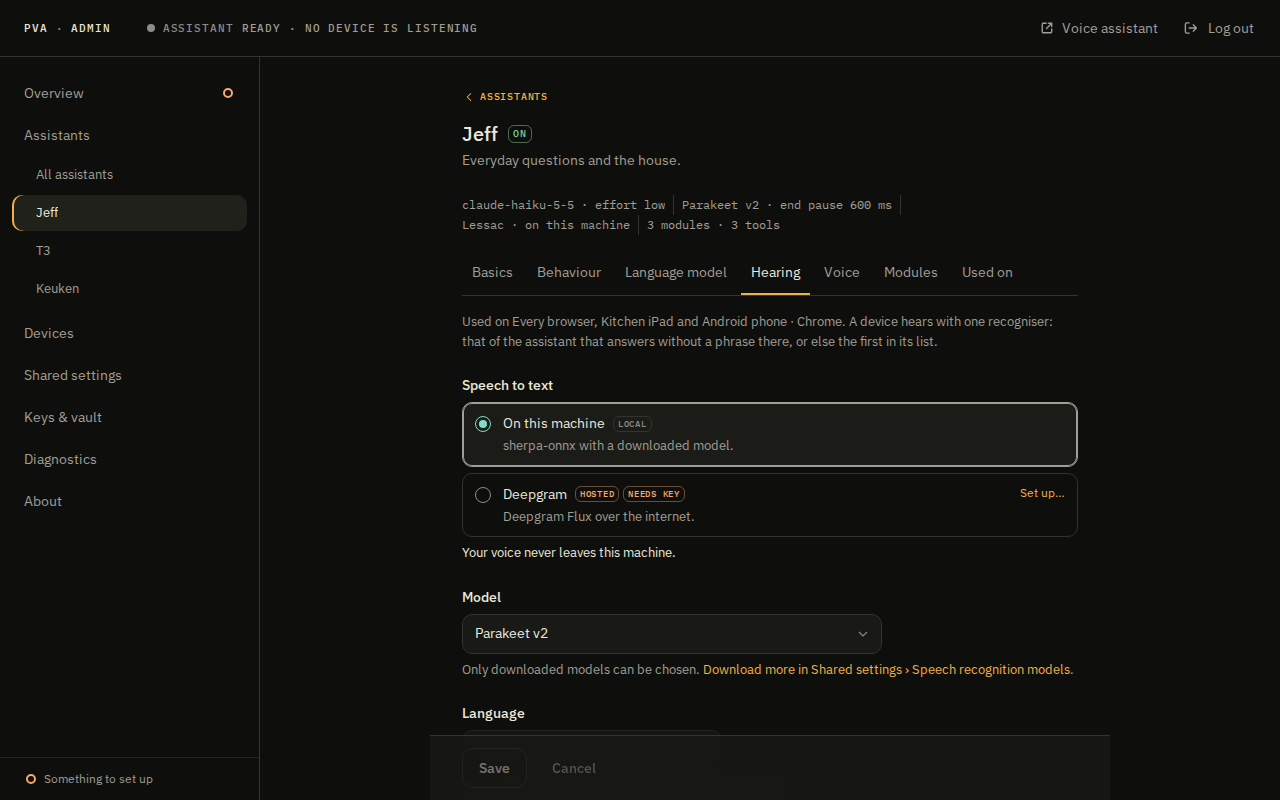 PVA · ADMIN
ASSISTANT READY · NO DEVICE IS LISTENING
Voice assistant
Log out
Overview
Assistants
All assistants
Jeff
T3
Keuken
Devices
Shared settings
Keys & vault
Diagnostics
About
Something to set up
ASSISTANTS
Jeff ON
Everyday questions and the house.
claude-haiku-5-5 · effort low
Parakeet v2 · end pause 600 ms
Lessac · on this machine
3 modules · 3 tools
Basics
Behaviour
Language model
Hearing
Voice
Modules
Used on
Used on Every browser, Kitchen iPad and Android phone · Chrome. A device hears with one recogniser:
that of the assistant that answers without a phrase there, or else the first in its list.
Speech to text
On this machine LOCAL
sherpa-onnx with a downloaded model.
Deepgram HOSTED NEEDS KEY
Set up…
Deepgram Flux over the internet.
Your voice never leaves this machine.
Model
Parakeet v2
Only downloaded models can be chosen. Download more in Shared settings › Speech recognition models.
Language
Save
Cancel